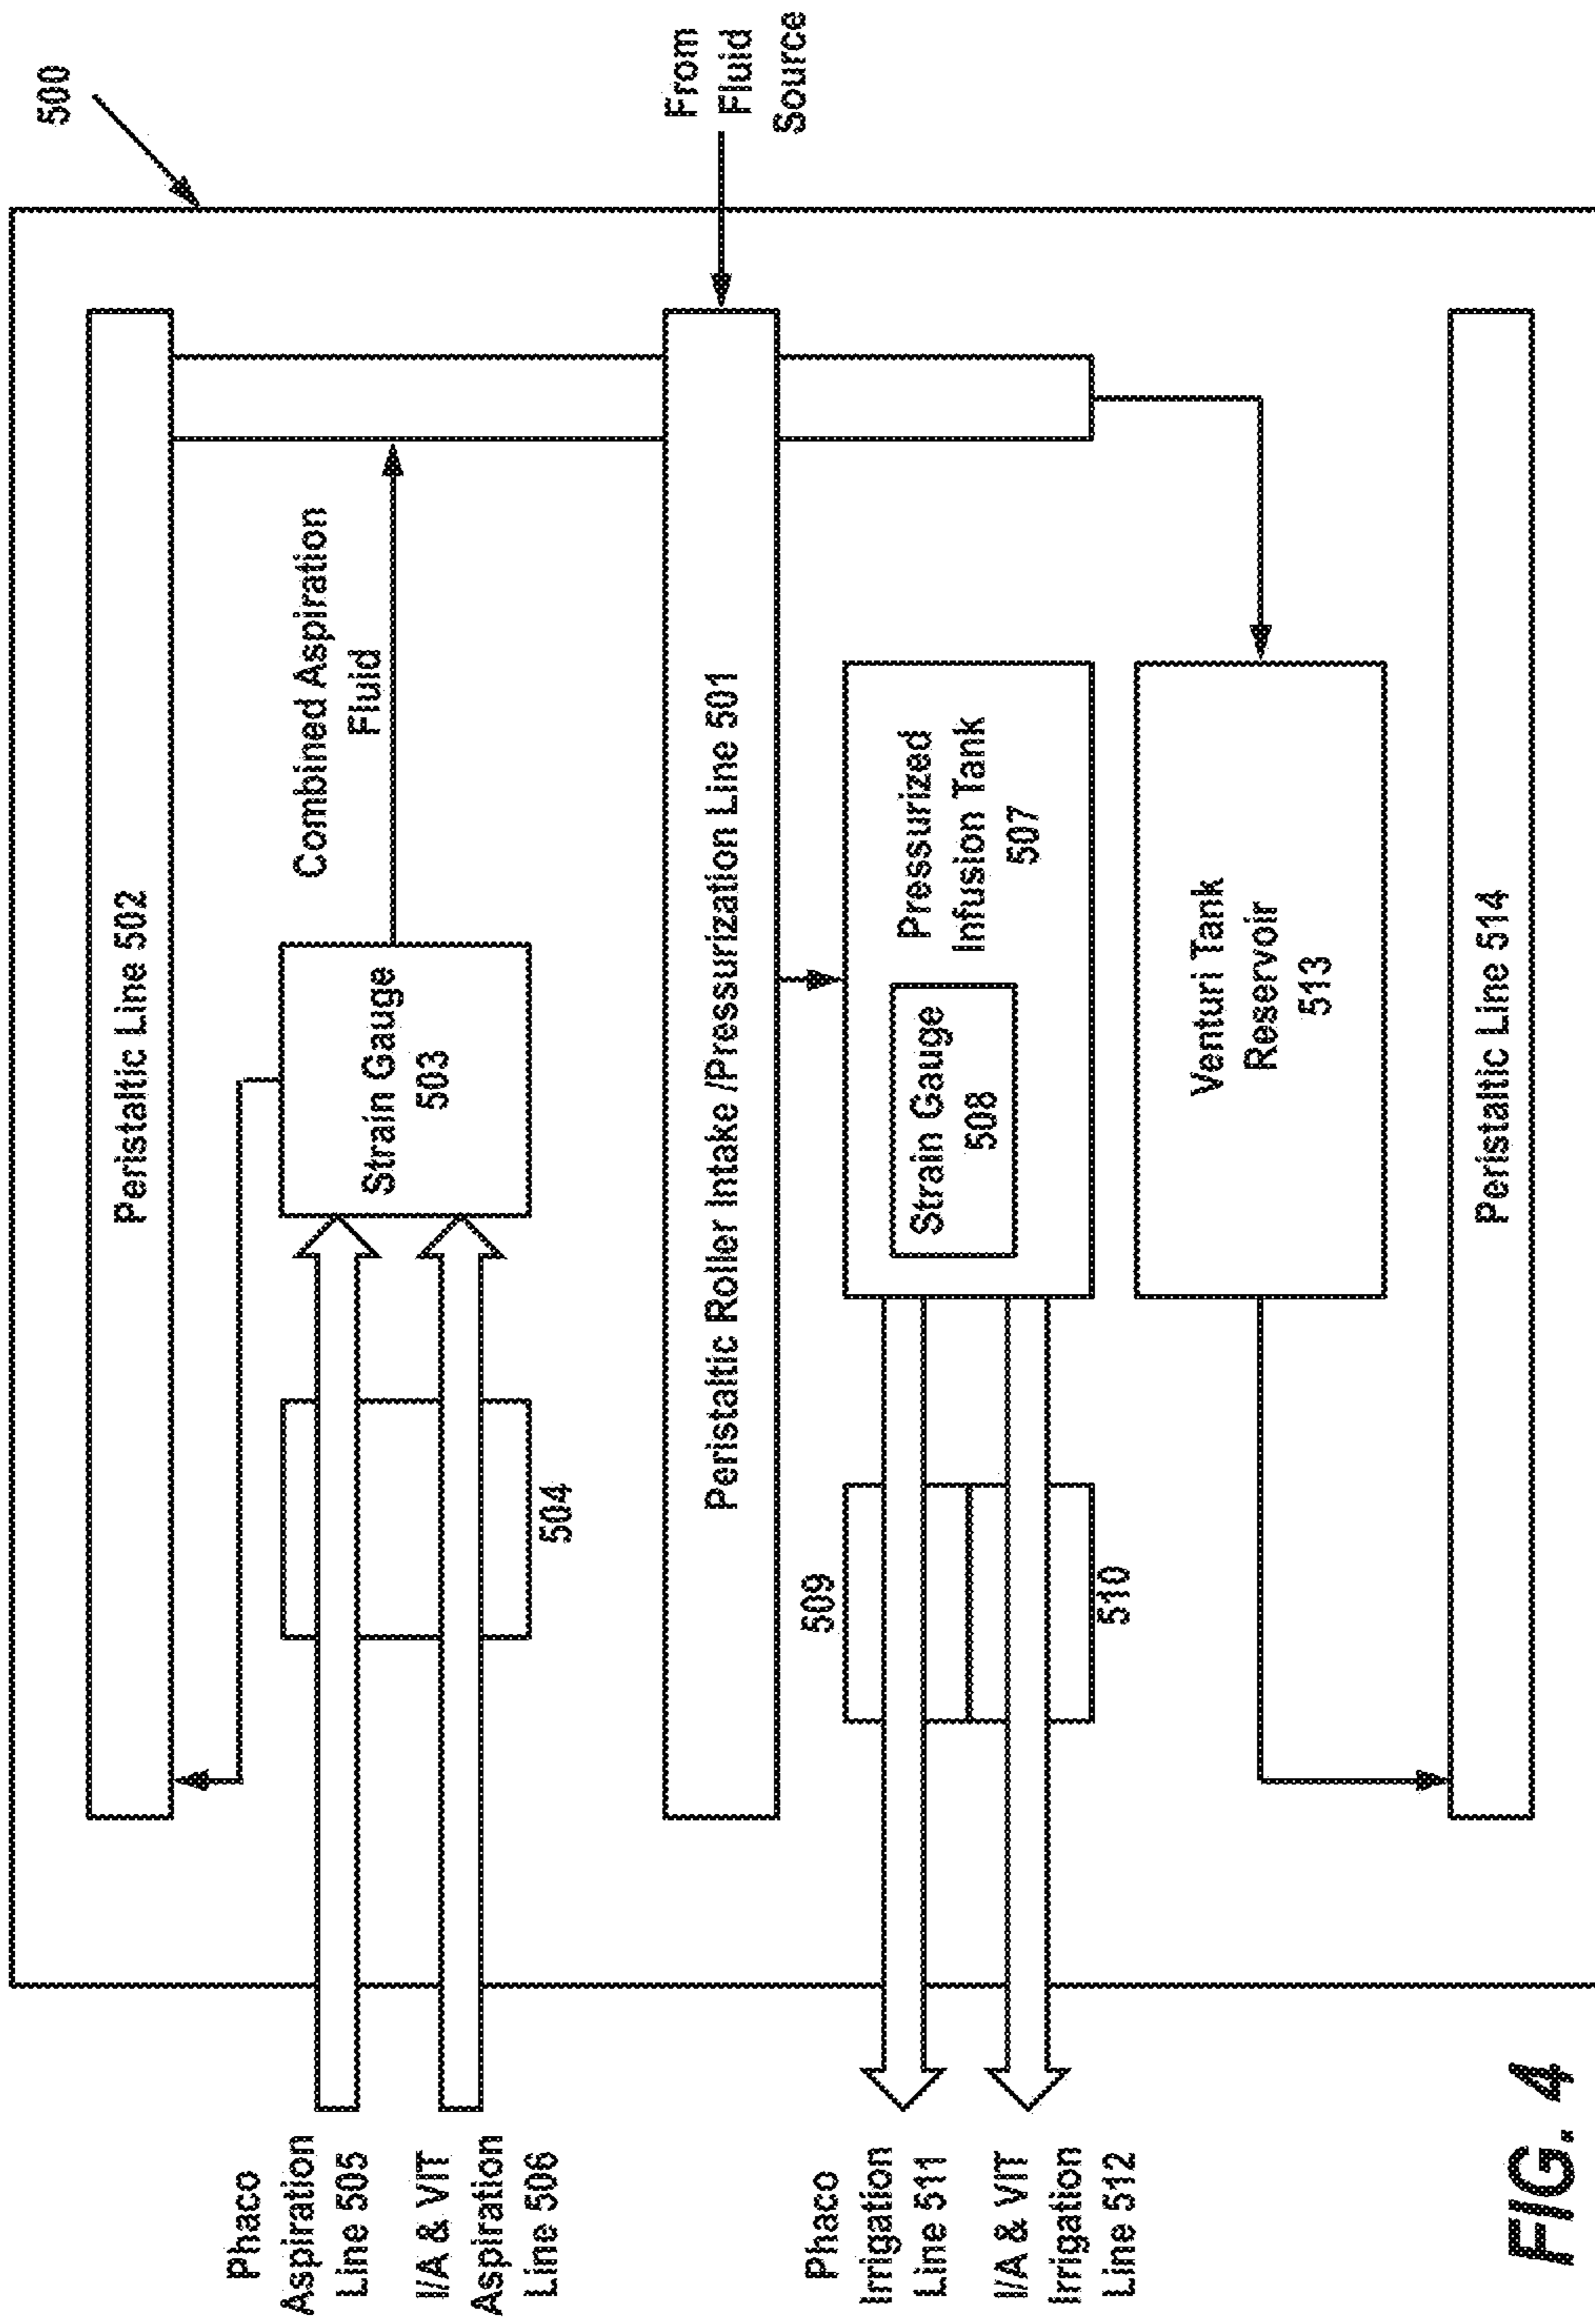 500
Peristaltic Line 502
Combined Aspiration
Fluid
Strain Gauge
503
504
Phaco
Aspiration
Line 505
I/A & VIT
Aspiration
Line 506
From
Fluid
Source
Peristaltic Roller Intake /Pressurization Line 501
Pressurized
Infusion Tank
507
Strain Gauge
508
509
510
Phaco
Irrigation
Line 511
I/A & VIT
Irrigation
Line 512
Venturi Tank
Reservoir
513
Peristaltic Line 514
FIG. 4